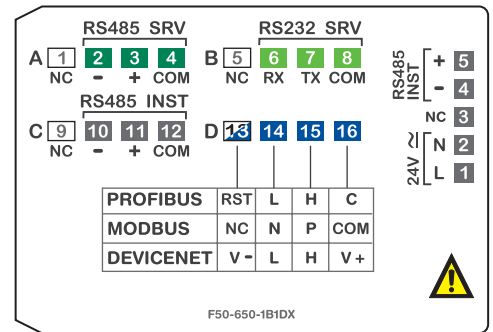 RS485 SRV RS232 SRV
A 1 2 3 4 B 5 6 7 8
NC - + COM NC RX TX COM
RS485 INST
C 9 10 11 12 D 13 14 15 16
NC - + COM
PROFIBUS RST L H C
MODBUS NC N P COM
DEVICENET V - L H V +
RS485 INST
+ 5
- 4
NC 3
24V ≂
N 2
L 1
F50-650-1B1DX